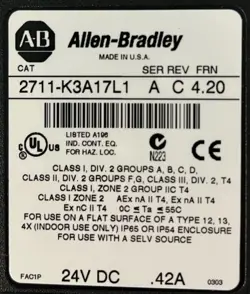 AB Allen-Bradley
MADE IN U.S.A.
CAT SER REV FRN
2711-K3A17L1 A C 4.20
UL LISTED A196
IND. CONT. EQ.
FOR HAZ. LOC.
N223
CLASS I, DIV. 2 GROUPS A, B, C, D,
CLASS II, DIV. 2 GROUPS F,G, CLASS III, DIV. 2, T4
CLASS I, ZONE 2 GROUP IIC T4
CLASS I ZONE 2 AEx nA II T4, Ex nA II T4
Ex nC II T4 0C ≤ Ta ≤ 55C
FOR USE ON A FLAT SURFACE OF A TYPE 12, 13,
4X (INDOOR USE ONLY) IP65 OR IP54 ENCLOSURE
FOR USE WITH A SELV SOURCE
FAC1P 24V DC .42A 0303